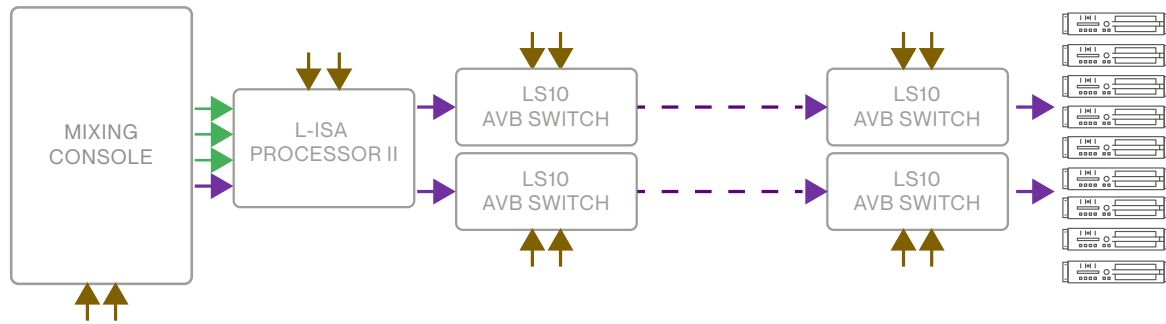 MIXING
CONSOLE
L-ISA
PROCESSOR II
LS10
AVB SWITCH
LS10
AVB SWITCH
LS10
AVB SWITCH
LS10
AVB SWITCH